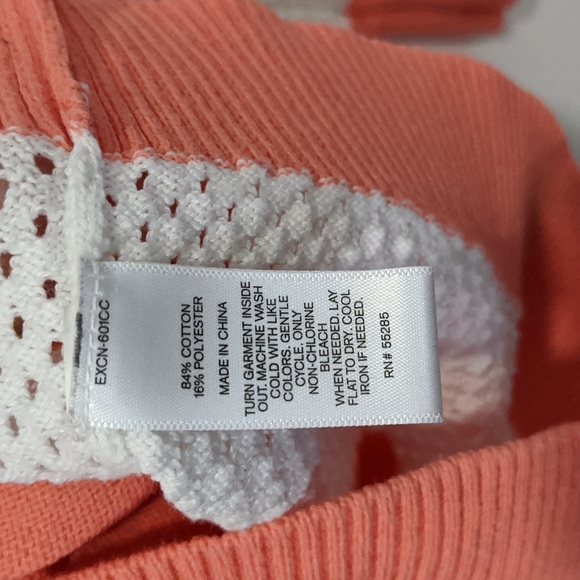 EXCN-601CC
84% COTTON
16% POLYESTER
MADE IN CHINA
TURN GARMENT INSIDE
OUT. MACHINE WASH
COLD WITH LIKE
COLORS. GENTLE
CYCLE. ONLY
NON-CHLORINE
BLEACH
WHEN NEEDED. LAY
FLAT TO DRY. COOL
IRON IF NEEDED.
RN# 55285